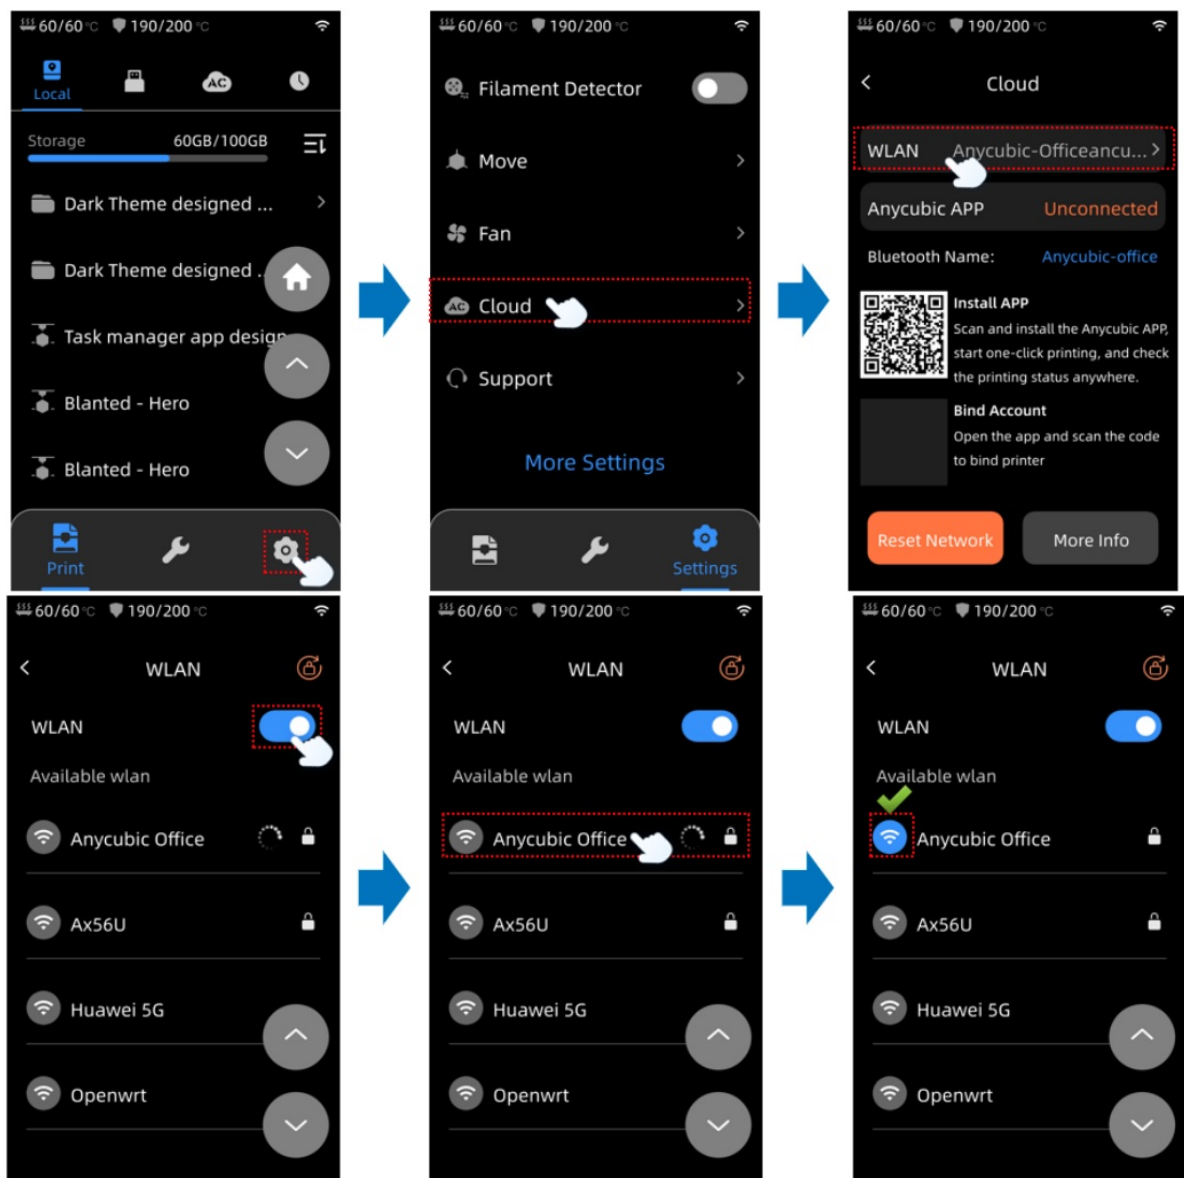 60/60 °C 190/200 °C
Local
AC
Storage 60GB/100GB
Dark Theme designed ...
Dark Theme designed .
Task manager app design
Blanted - Hero
Blanted - Hero
Print
60/60 °C 190/200 °C
Filament Detector
Move
Fan
AC Cloud
Support
More Settings
Settings
60/60 °C 190/200 °C
Cloud
WLAN Anycubic-Officeancu...
Anycubic APP Unconnected
Bluetooth Name: Anycubic-office
Install APP
Scan and install the Anycubic APP,
start one-click printing, and check
the printing status anywhere.
Bind Account
Open the app and scan the code
to bind printer
Reset Network More Info
60/60 °C 190/200 °C
WLAN
WLAN
Available wlan
Anycubic Office
Ax56U
Huawei 5G
Openwrt
60/60 °C 190/200 °C
WLAN
WLAN
Available wlan
Anycubic Office
Ax56U
Huawei 5G
Openwrt
60/60 °C 190/200 °C
WLAN
WLAN
Available wlan
Anycubic Office
Ax56U
Huawei 5G
Openwrt